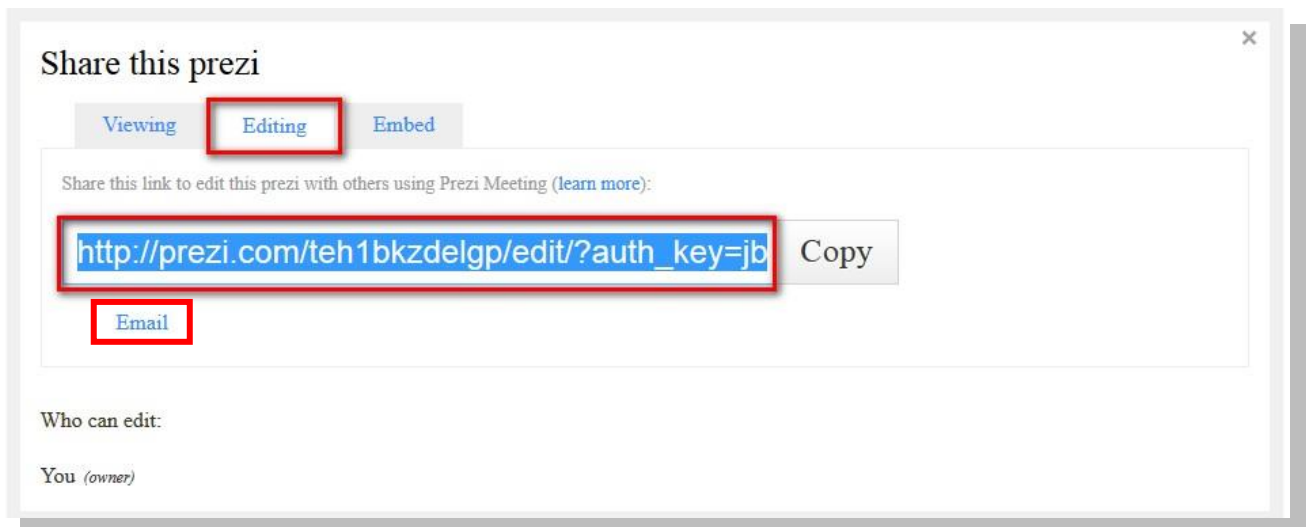 ×
Share this prezi
Viewing Editing Embed
Share this link to edit this prezi with others using Prezi Meeting (learn more):
http://prezi.com/teh1bkzdelgp/edit/?auth_key=jb Copy
Email
Who can edit:
You (owner)